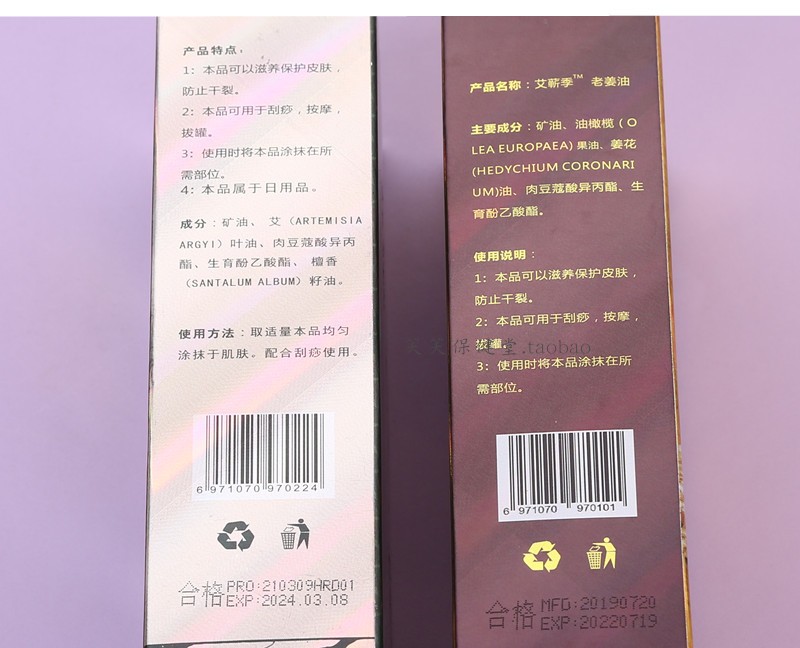 产品特点：
1：本品可以滋养保护皮肤，
防止干裂。
2：本品可用于刮痧，按摩，
拔罐。
3：使用时将本品涂抹在所
需部位。
4：本品属于日用品。
成分：矿油、艾（ARTEMISIA
ARGYI）叶油、肉豆蔻酸异丙
酯、生育酚乙酸酯、檀香
（SANTALUM ALBUM）籽油。
使用方法：取适量本品均匀
涂抹于肌肤。配合刮痧使用。
6 971070 970224
合格 PRO:210309HRD01
EXP:2024.03.08
产品名称：艾蕲季™ 老姜油
主要成分：矿油、油橄榄（O
LEA EUROPAEA）果油、姜花
(HEDYCHIUM CORONARI
UM)油、肉豆蔻酸异丙酯、生
育酚乙酸酯。
使用说明：
1：本品可以滋养保护皮肤，
防止干裂。
2：本品可用于刮痧，按摩，
拔罐。
3：使用时将本品涂抹在所
需部位。
保健堂.taobao
6 971070 970101
合格 MFD:20190720
EXP:20220719